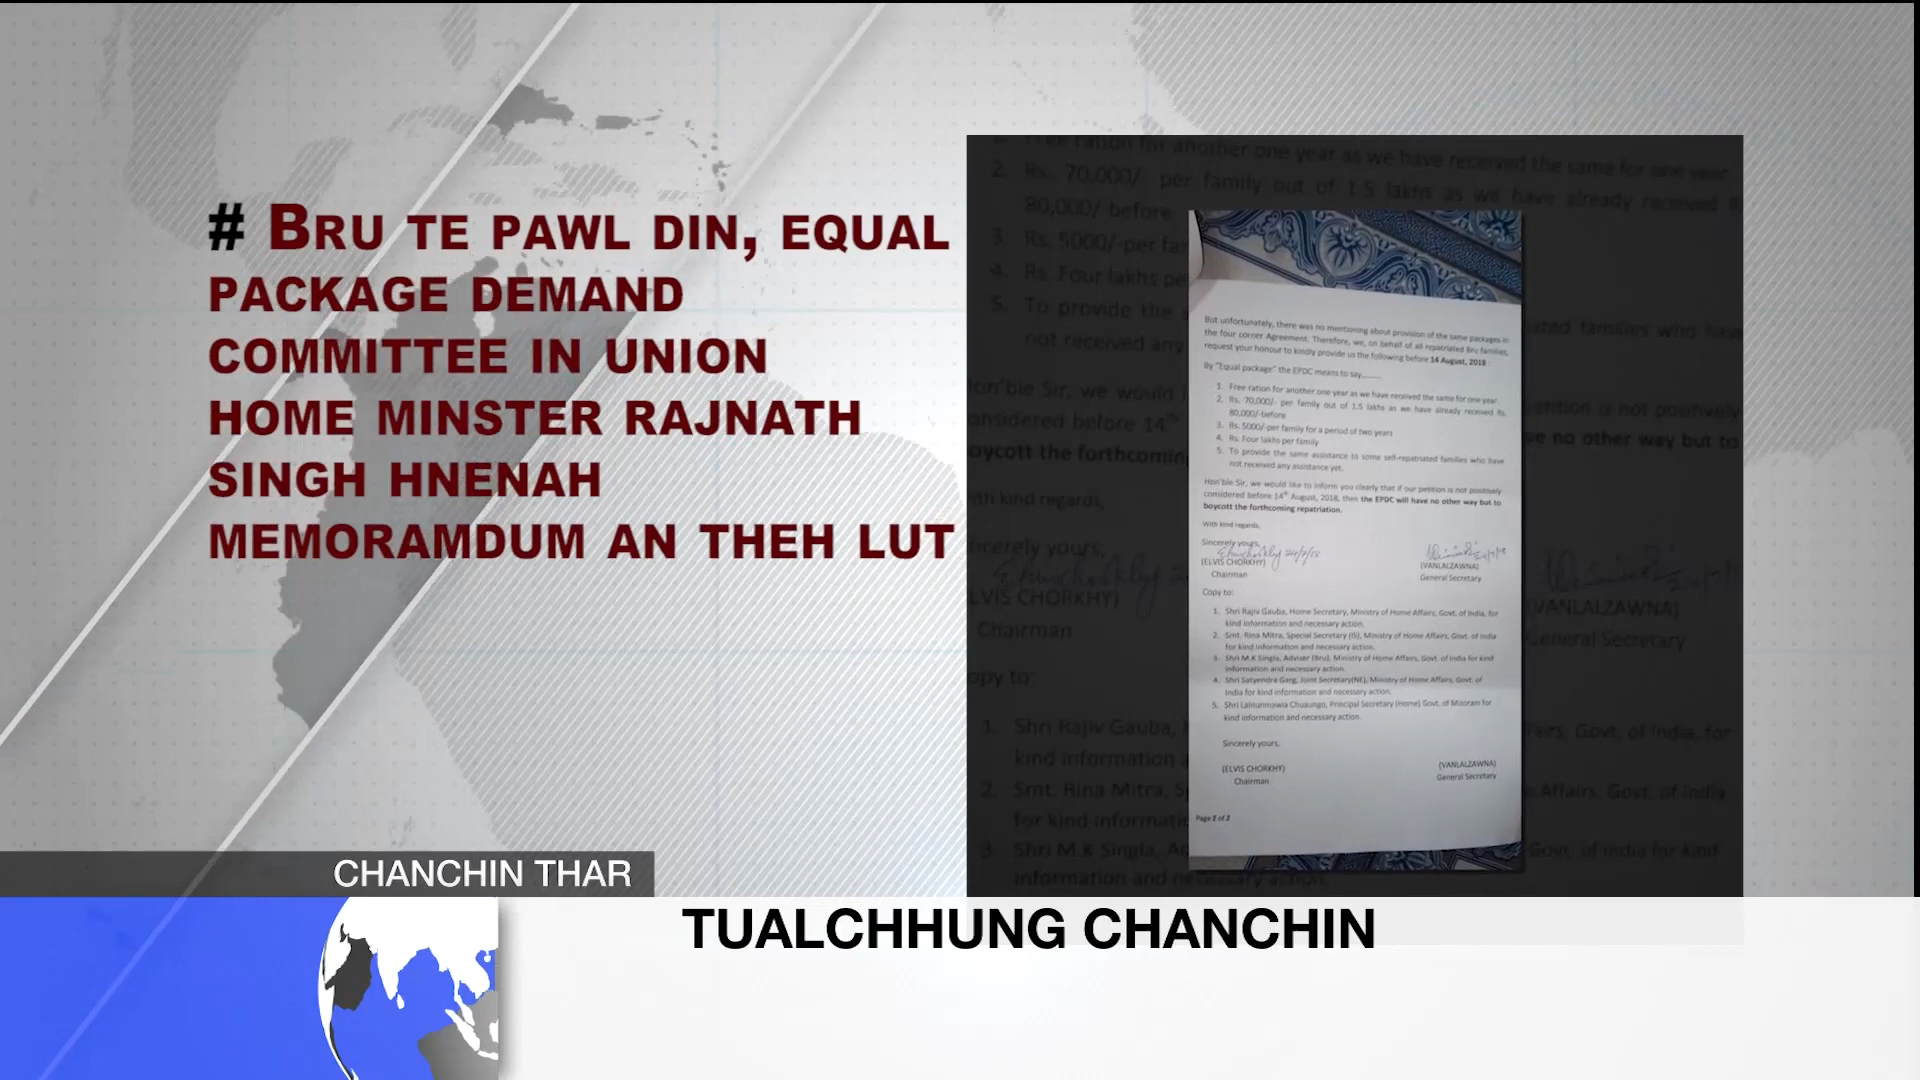 # BRU TE PAWL DIN, EQUAL
PACKAGE DEMAND
COMMITTEE IN UNION
HOME MINSTER RAJNATH
SINGH HNENAH
MEMORAMDUM AN THEH LUT
But unfortunately, there was no mentioning about provision of the same packages in
the four corner Agreement. Therefore, we, on behalf of all repatriated Bru families,
request your honour to kindly provide us the following before 14 August, 2018
By "Equal package" the EPDC means to say........
1. Free ration for another one year as we have received the same for one year.
2. Rs. 70,000/- per family out of 1.5 lakhs as we have already received Rs.
80,000/-before
3. Rs. 5000/-per family for a period of two years
4. Rs. Four lakhs per family
5. To provide the same assistance to some self-repatriated families who have
not received any assistance yet.
Hon'ble Sir, we would like to inform you clearly that if our petition is not positively
considered before 14th August, 2018, then the EPDC will have no other way but to
boycott the forthcoming repatriation.
With kind regards,
Sincerely yours,
24/7/18
(ELVIS CHORKHY)
Chairman
(VANLALZAWNA)
General Secretary
Copy to:
1. Shri Rajiv Gauba, Home Secretary, Ministry of Home Affairs, Govt. of India, for
kind information and necessary action.
2. Smt. Rina Mitra, Special Secretary (IS), Ministry of Home Affairs, Govt. of India
for kind information and necessary action.
3. Shri M.K Singla, Adviser (Bru), Ministry of Home Affairs, Govt. of India for kind
information and necessary action.
4. Shri Satyendra Garg, Joint Secretary(NE), Ministry of Home Affairs, Govt. of
India for kind information and necessary action.
5. Shri Lalnunmawia Chuaungo, Principal Secretary (Home) Govt. of Mizoram for
kind information and necessary action.
Sincerely yours,
(ELVIS CHORKHY)
Chairman
(VANLALZAWNA)
General Secretary
Page 2 of 2
CHANCHIN THAR
TUALCHHUNG CHANCHIN